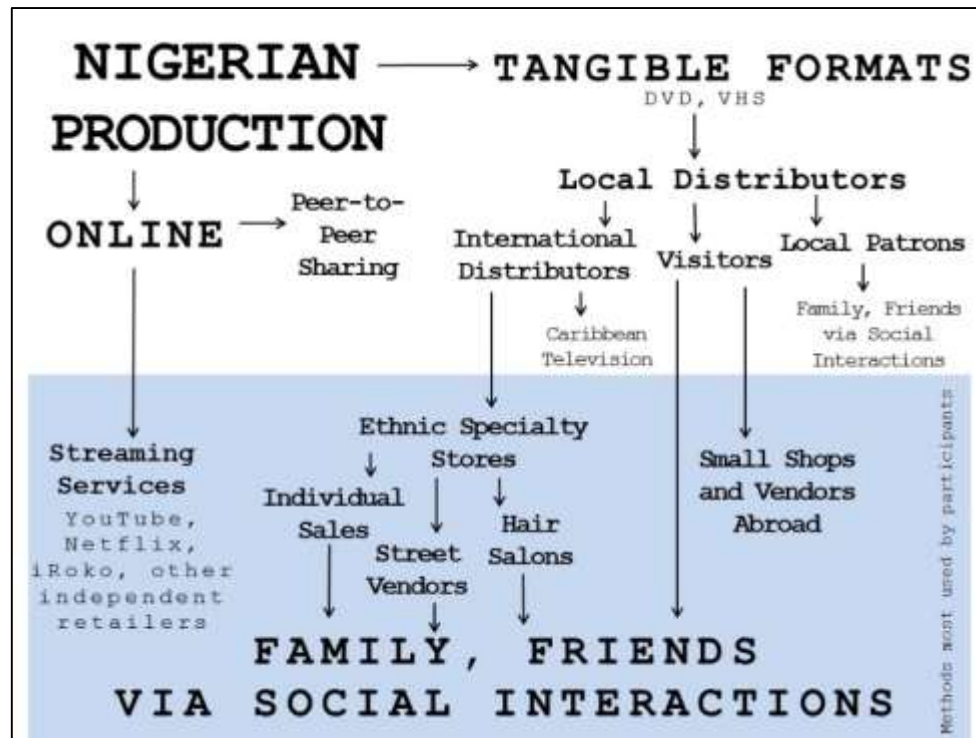 NIGERIAN
PRODUCTION
TANGIBLE FORMATS
DVD, VHS
Local Distributors
ONLINE
Peer-to-
Peer
Sharing
International
Distributors
Visitors
Local Patrons
Caribbean
Television
Family, Friends
via Social
Interactions
Streaming
Services
YouTube,
Netflix,
iRoko, other
independent
retailers
Ethnic Specialty
Stores
Individual
Sales
Street
Vendors
Hair
Salons
Small Shops
and Vendors
Abroad
FAMILY, FRIENDS
VIA SOCIAL INTERACTIONS
Methods most used by participants